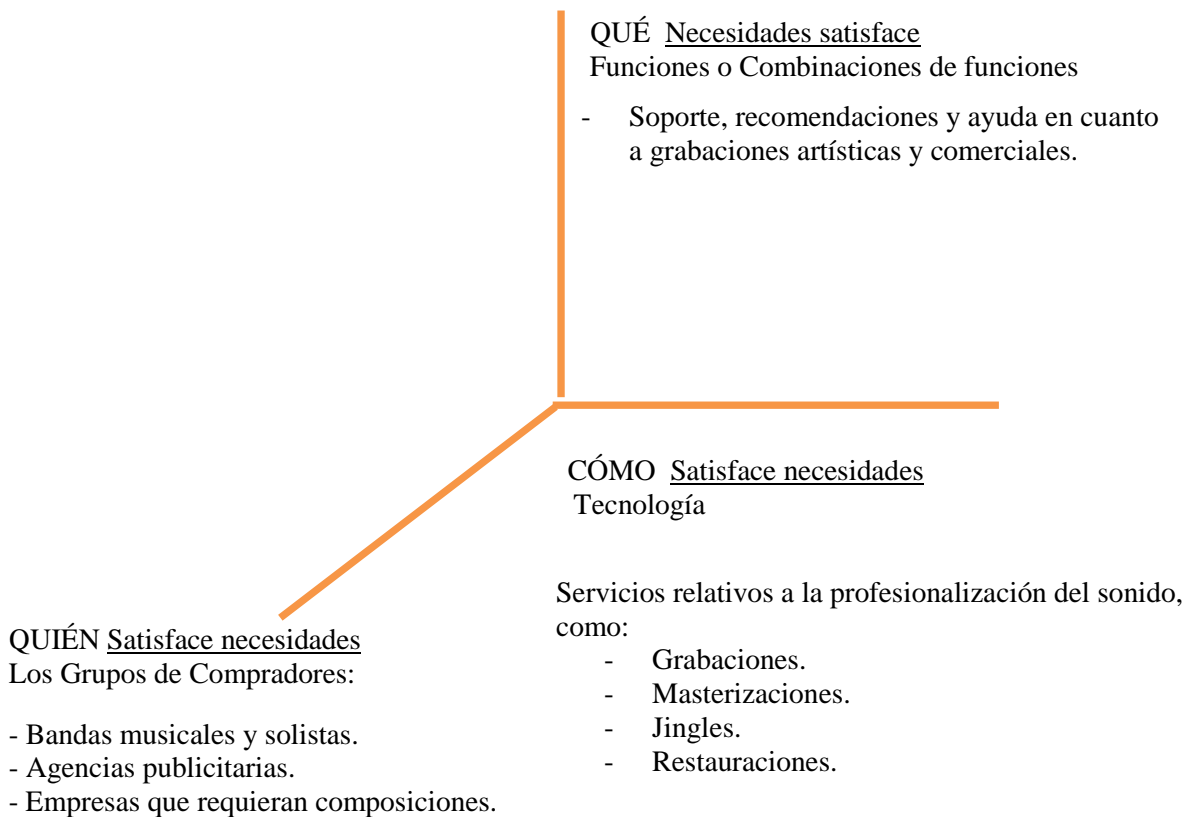 QUÉ Necesidades satisface
Funciones o Combinaciones de funciones
- Soporte, recomendaciones y ayuda en cuanto
a grabaciones artísticas y comerciales.
CÓMO Satisface necesidades
Tecnología
Servicios relativos a la profesionalización del sonido,
como:
- Grabaciones.
- Masterizaciones.
- Jingles.
- Restauraciones.
QUIÉN Satisface necesidades
Los Grupos de Compradores:
- Bandas musicales y solistas.
- Agencias publicitarias.
- Empresas que requieran composiciones.